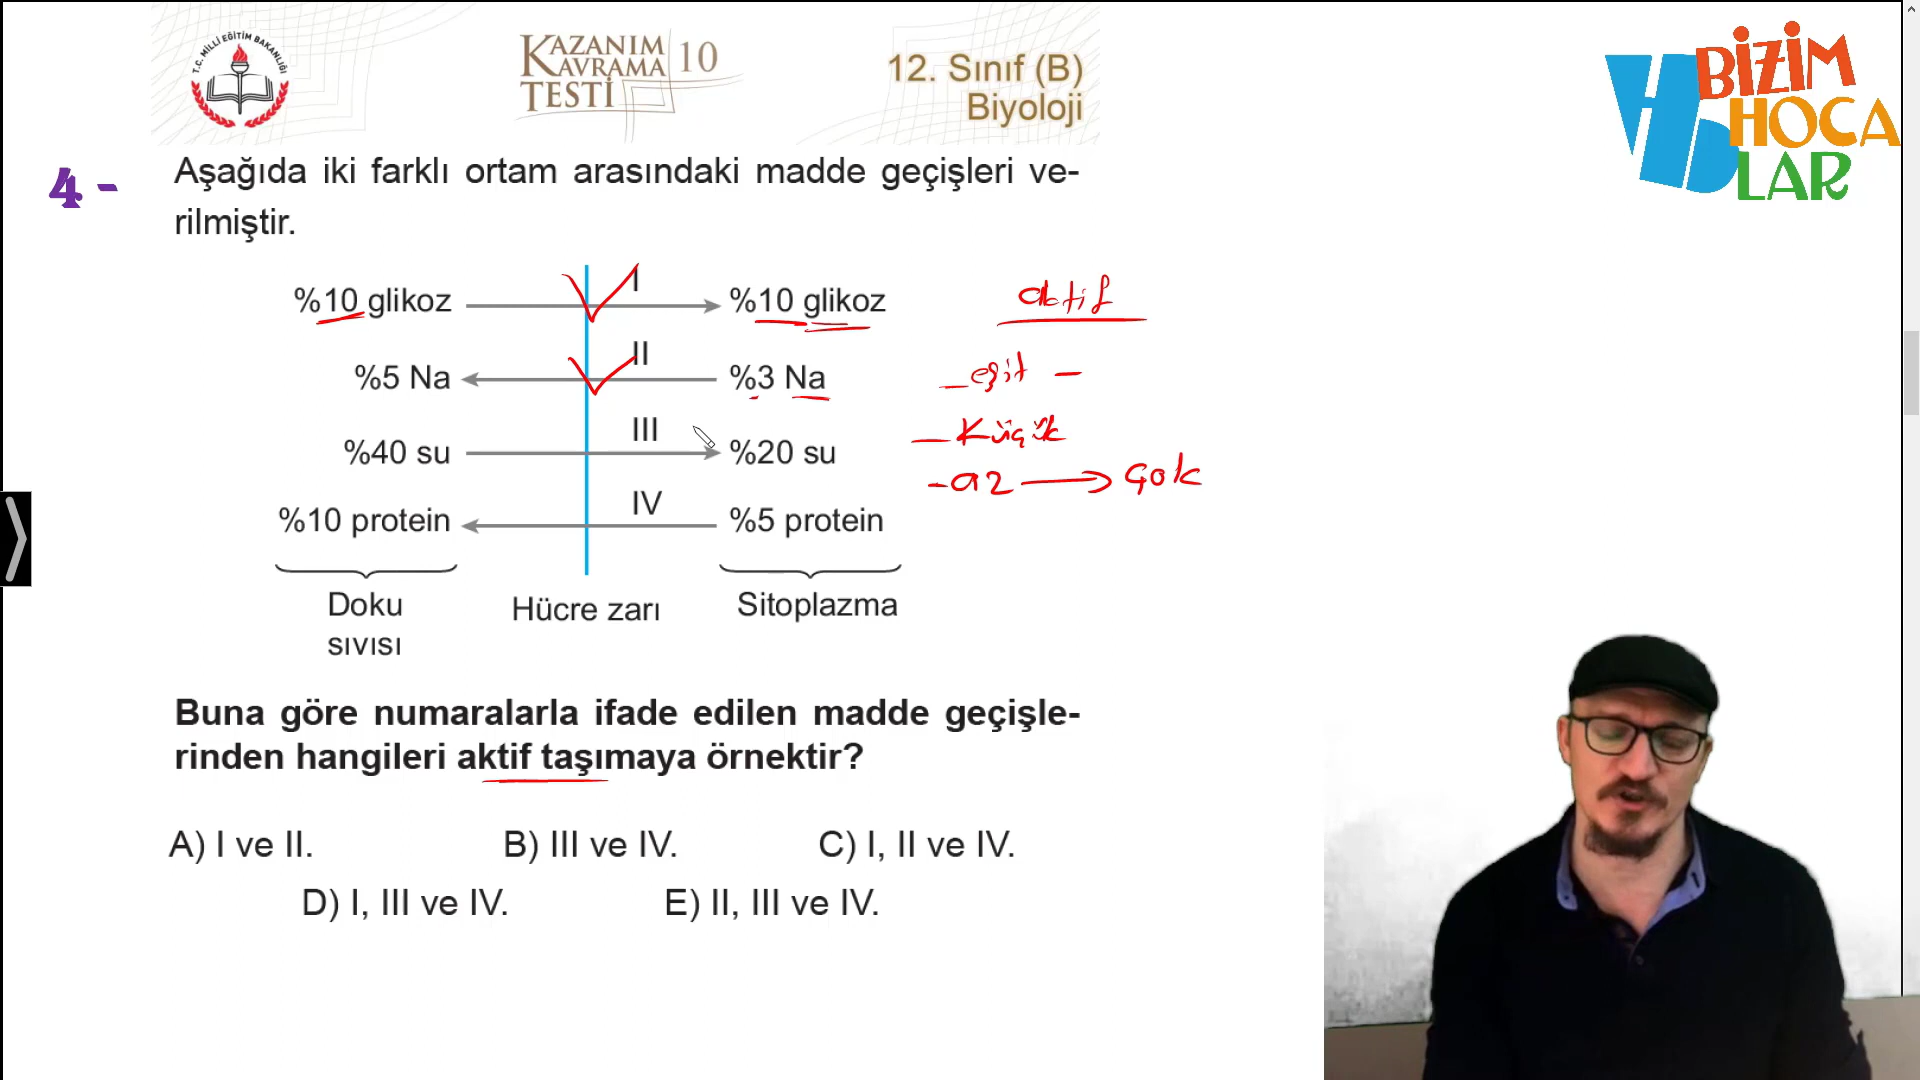 T.C. MİLLİ EĞİTİM BAKANLIĞI
KAZANIM
KAVRAMA
TESTİ
10
12. Sınıf (B)
Biyoloji
BİZİM
HOCA
LAR
4 -
Aşağıda iki farklı ortam arasındaki madde geçişleri ve-
rilmiştir.
%10 glikoz I %10 glikoz
aktif
%5 Na II %3 Na
- eşit -
%40 su III %20 su
- Küçük
- az → çok
%10 protein IV %5 protein
Doku
sıvısı
Hücre zarı
Sitoplazma
Buna göre numaralarla ifade edilen madde geçişle-
rinden hangileri aktif taşımaya örnektir?
A) I ve II. B) III ve IV. C) I, II ve IV.
D) I, III ve IV. E) II, III ve IV.